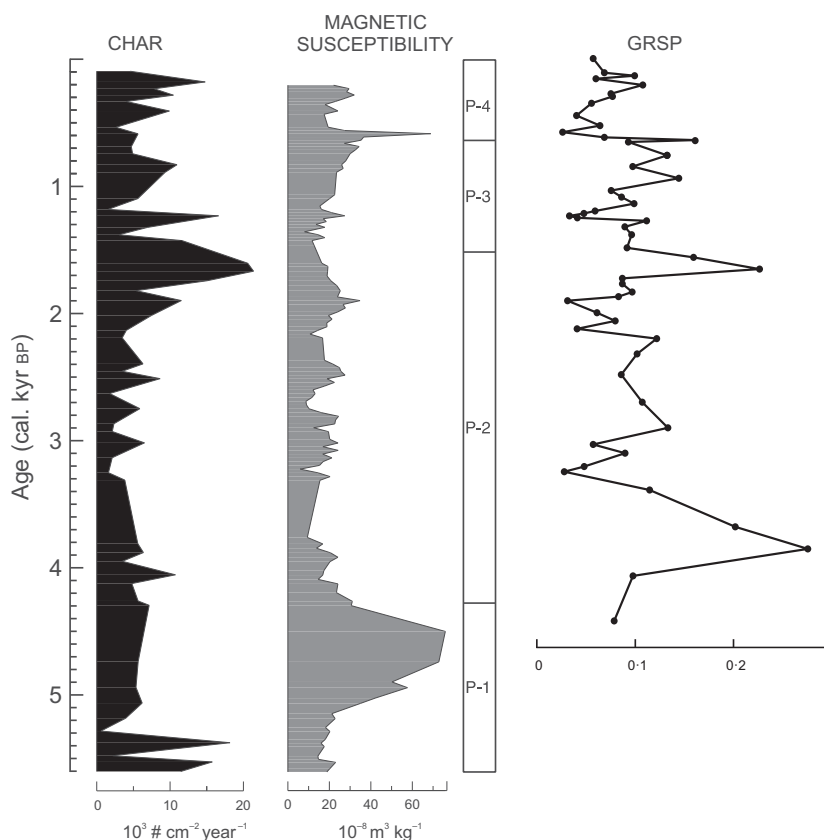 CHAR
MAGNETIC
SUSCEPTIBILITY
GRSP
Age (cal. kyr BP)
1
2
3
4
5
P-4
P-3
P-2
P-1
0 0·1 0·2
0 10 20
0 20 40 60
10³ # cm⁻² year⁻¹
10⁻⁸ m³ kg⁻¹